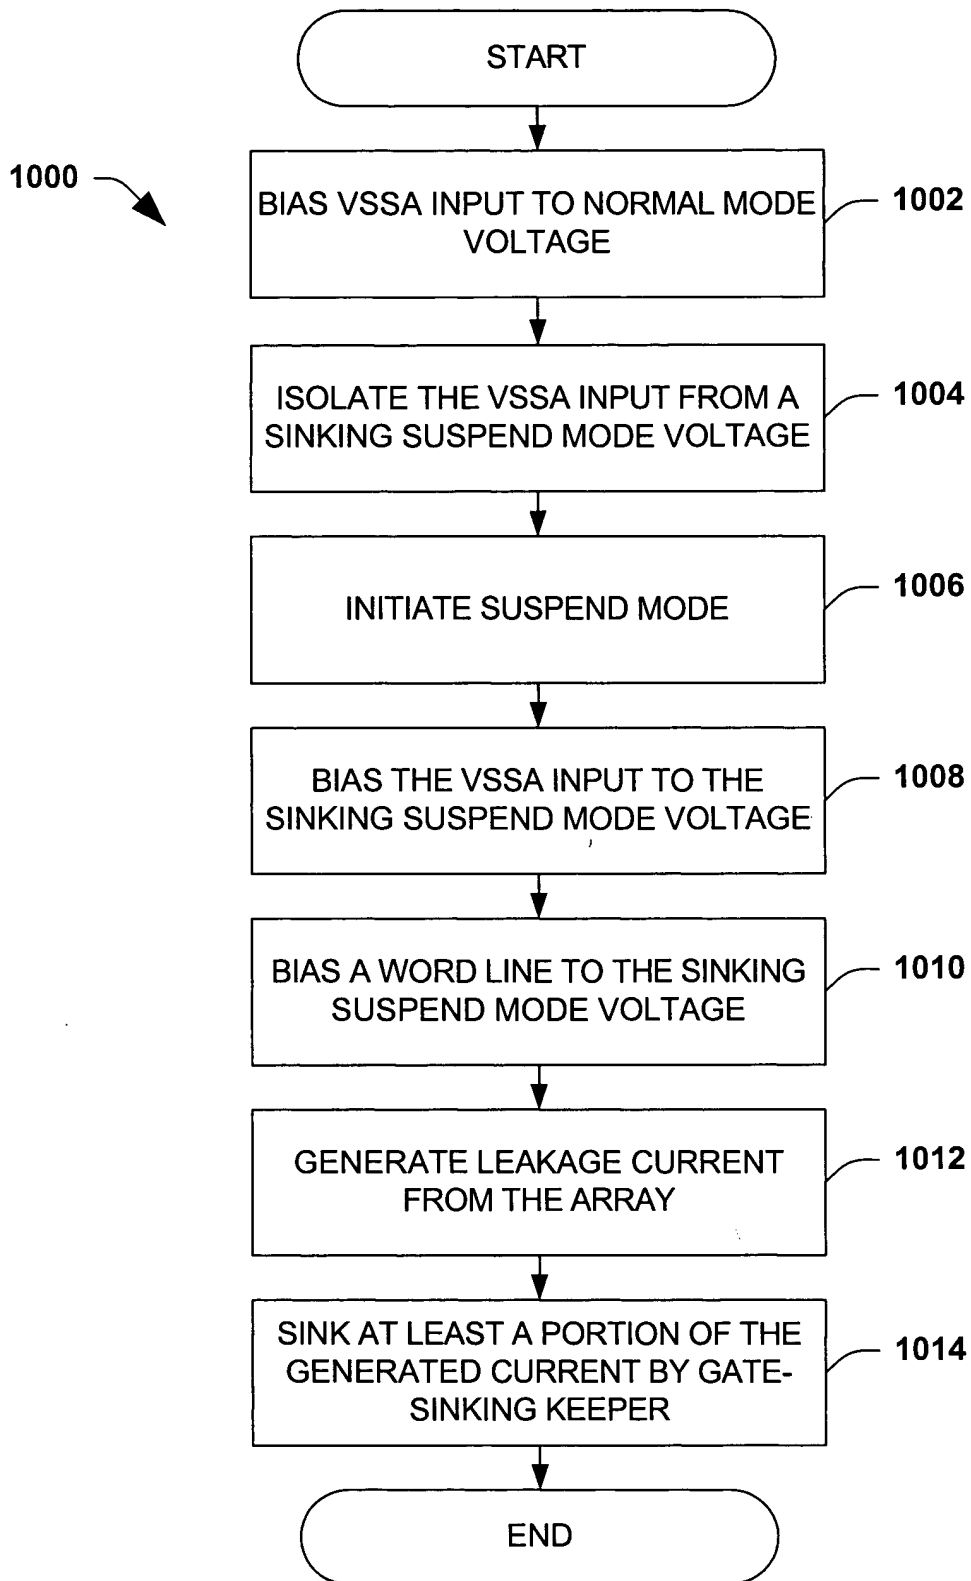 START
1000
BIAS VSSA INPUT TO NORMAL MODE
VOLTAGE
1002
ISOLATE THE VSSA INPUT FROM A
SINKING SUSPEND MODE VOLTAGE
1004
INITIATE SUSPEND MODE
1006
BIAS THE VSSA INPUT TO THE
SINKING SUSPEND MODE VOLTAGE
1008
BIAS A WORD LINE TO THE SINKING
SUSPEND MODE VOLTAGE
1010
GENERATE LEAKAGE CURRENT
FROM THE ARRAY
1012
SINK AT LEAST A PORTION OF THE
GENERATED CURRENT BY GATE-
SINKING KEEPER
1014
END